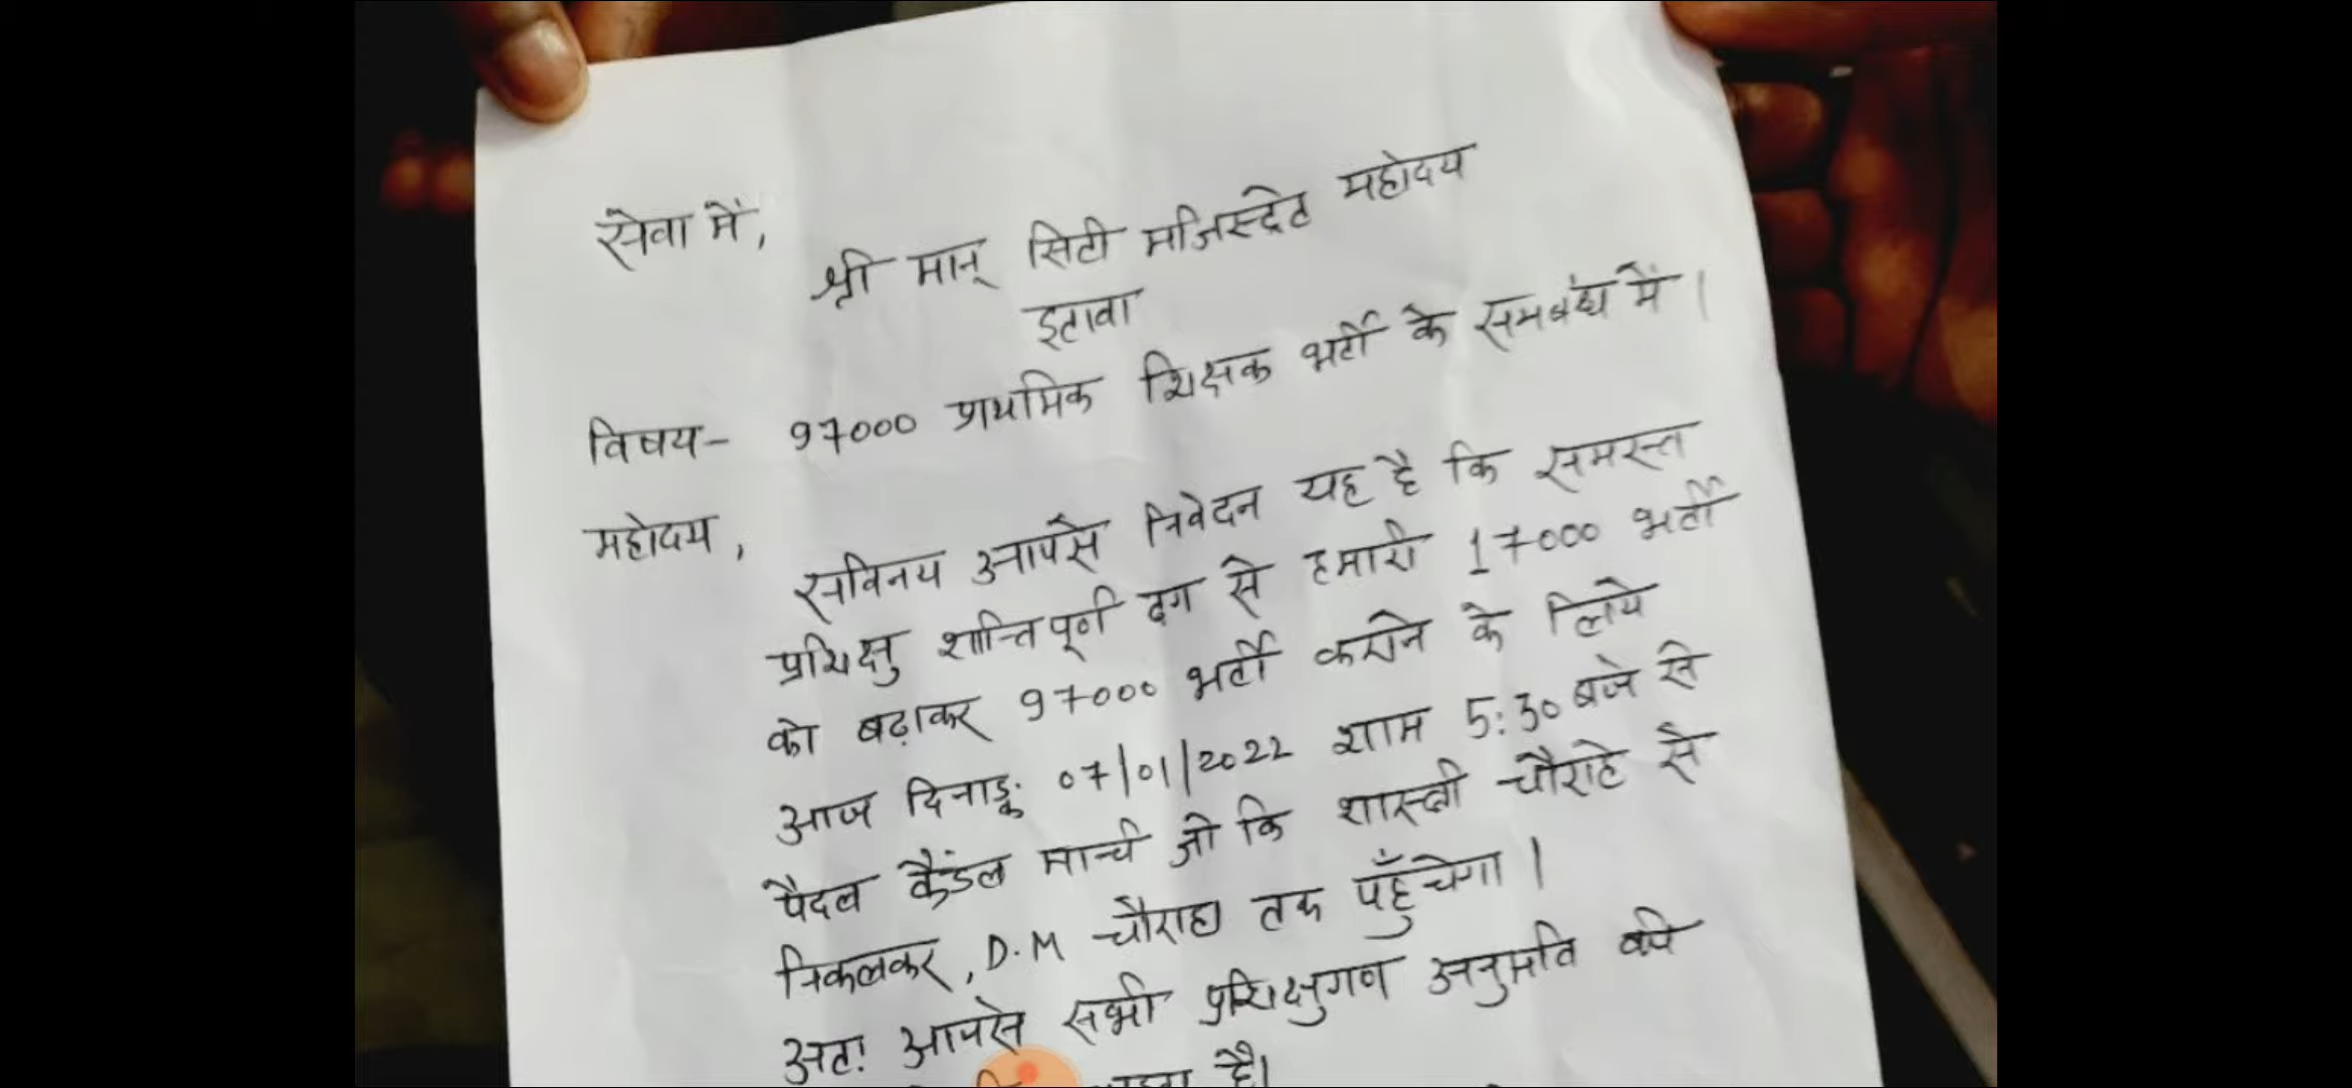 सेवा में,
श्री मान् सिटी मजिस्ट्रेट महोदय
इटावा
विषय- 97000 प्राथमिक शिक्षक भर्ती के समबंध में।
महोदय,
सविनय आपसे निवेदन यह है कि समस्त
प्रशिक्षु शान्तिपूर्ण ढग से हमारी 17000 भर्ती
को बढ़ाकर 97000 भर्ती कराने के लिये
आज दिनाङ्क: 07/01/2022 शाम 5:30 बजे से
पैदल कैंडल मार्च जो कि शास्त्री चौराहे से
निकलकर, D.M चौराहा तक पहुँचेगा।
अतः आपसे सभी प्रशिक्षुगण अनुमति की
है।